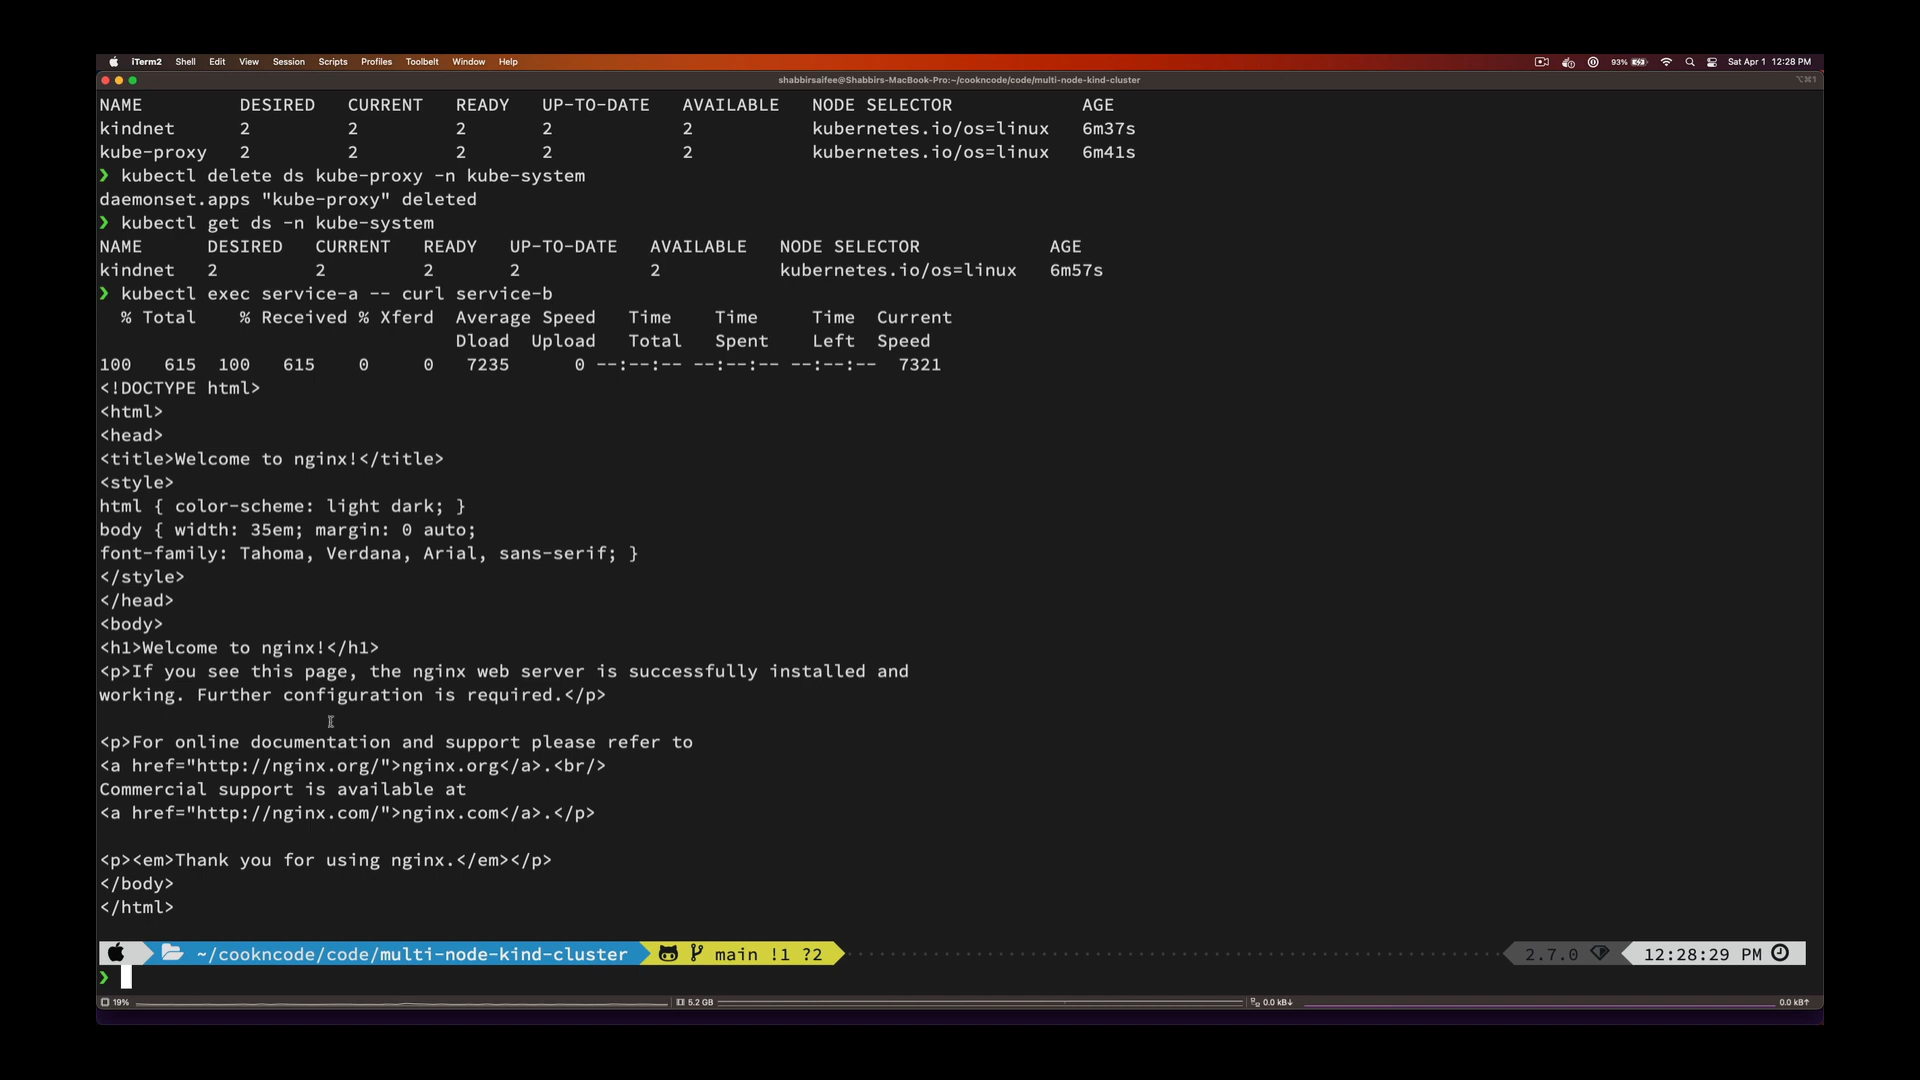 iTerm2 Shell Edit View Session Scripts Profiles Toolbelt Window Help 93% Sat Apr 1 12:28 PM
shabbirsaifee@Shabbirs-MacBook-Pro:~/cookncode/code/multi-node-kind-cluster ⌥⌘1
NAME DESIRED CURRENT READY UP-TO-DATE AVAILABLE NODE SELECTOR AGE
kindnet 2 2 2 2 2 kubernetes.io/os=linux 6m37s
kube-proxy 2 2 2 2 2 kubernetes.io/os=linux 6m41s
❯ kubectl delete ds kube-proxy -n kube-system
daemonset.apps "kube-proxy" deleted
❯ kubectl get ds -n kube-system
NAME DESIRED CURRENT READY UP-TO-DATE AVAILABLE NODE SELECTOR AGE
kindnet 2 2 2 2 2 kubernetes.io/os=linux 6m57s
❯ kubectl exec service-a -- curl service-b
% Total % Received % Xferd Average Speed Time Time Time Current
Dload Upload Total Spent Left Speed
100 615 100 615 0 0 7235 0 --:--:-- --:--:-- --:--:-- 7321
<!DOCTYPE html>
<html>
<head>
<title>Welcome to nginx!</title>
<style>
html { color-scheme: light dark; }
body { width: 35em; margin: 0 auto;
font-family: Tahoma, Verdana, Arial, sans-serif; }
</style>
</head>
<body>
<h1>Welcome to nginx!</h1>
<p>If you see this page, the nginx web server is successfully installed and
working. Further configuration is required.</p>
<p>For online documentation and support please refer to
<a href="http://nginx.org/">nginx.org</a>.<br/>
Commercial support is available at
<a href="http://nginx.com/">nginx.com</a>.</p>
<p><em>Thank you for using nginx.</em></p>
</body>
</html>
~/cookncode/code/multi-node-kind-cluster main !1 ?2 2.7.0 12:28:29 PM
❯
19% 5.2 GB 0.0 kB↓ 0.0 kB↑